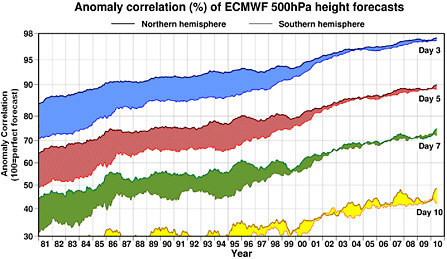 Anomaly correlation (%) of ECMWF 500hPa height forecasts
Northern hemisphere Southern hemisphere
Anomaly Correlation
(100%=perfect forecast)
98
95
90
80
70
60
50
40
30
Day 3
Day 5
Day 7
Day 10
81 82 83 84 85 86 87 88 89 90 91 92 93 94 95 96 97 98 99 00 01 02 03 04 05 06 07 08 09 10
Year